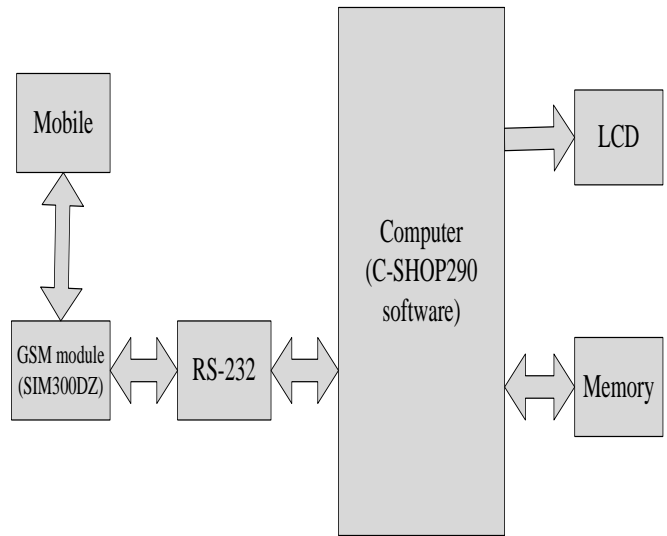 Mobile
LCD
Computer
(C-SHOP290
software)
GSM module
(SIM300DZ)
RS-232
Memory